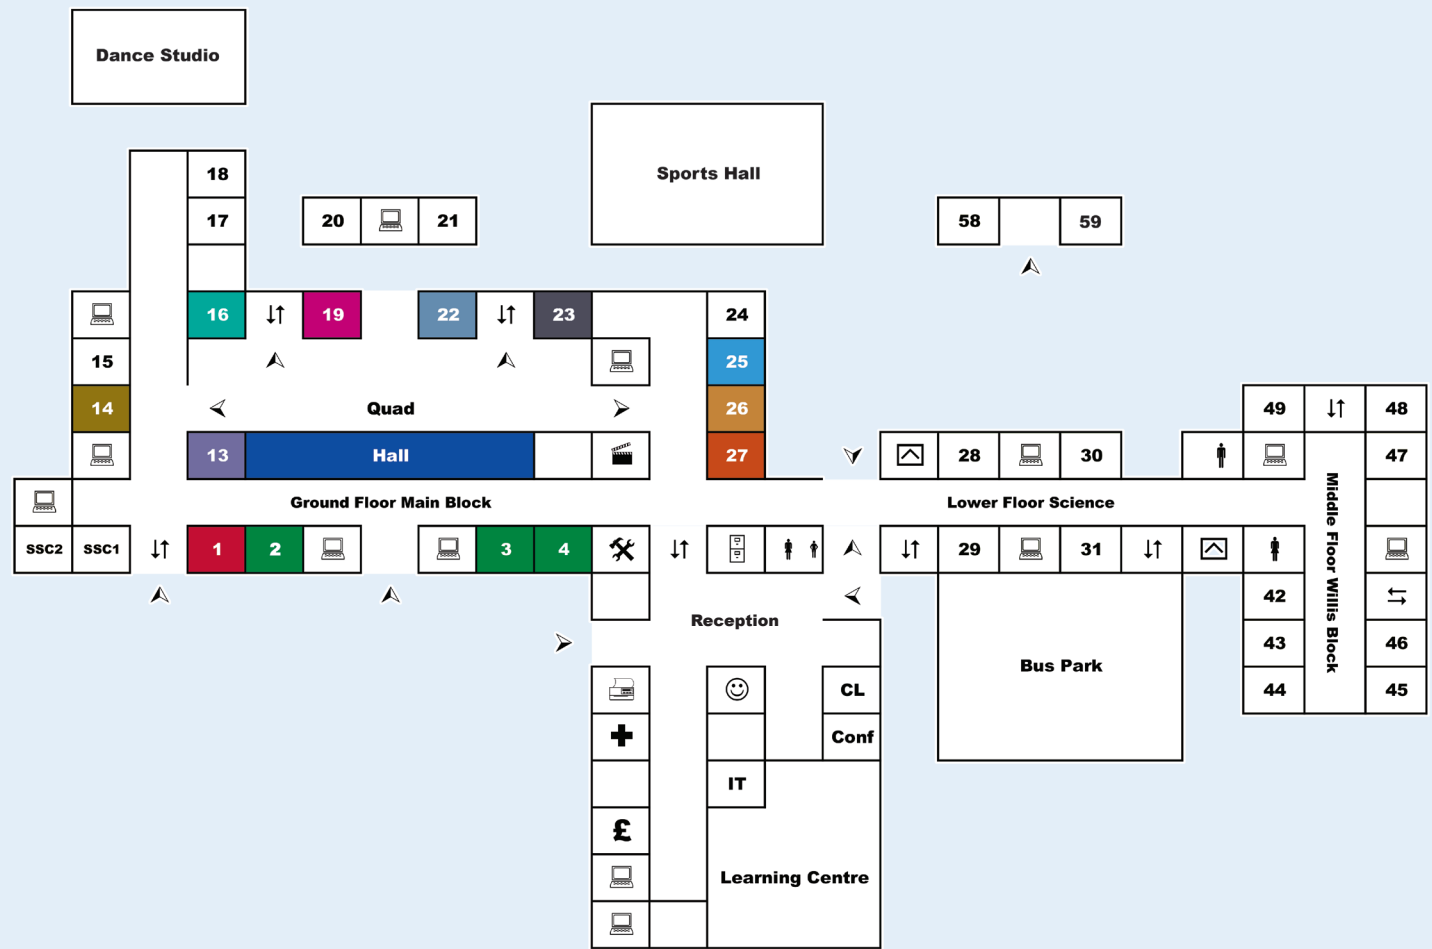 Dance Studio
18
Sports Hall
17
20
21
58
59
16
19
22
23
24
15
25
14
Quad
26
49
48
13
Hall
27
28
30
47
Ground Floor Main Block
Lower Floor Science
Middle Floor Willis Block
SSC2
SSC1
1
2
3
4
29
31
42
Reception
43
46
Bus Park
CL
44
45
Conf
IT
£
Learning Centre